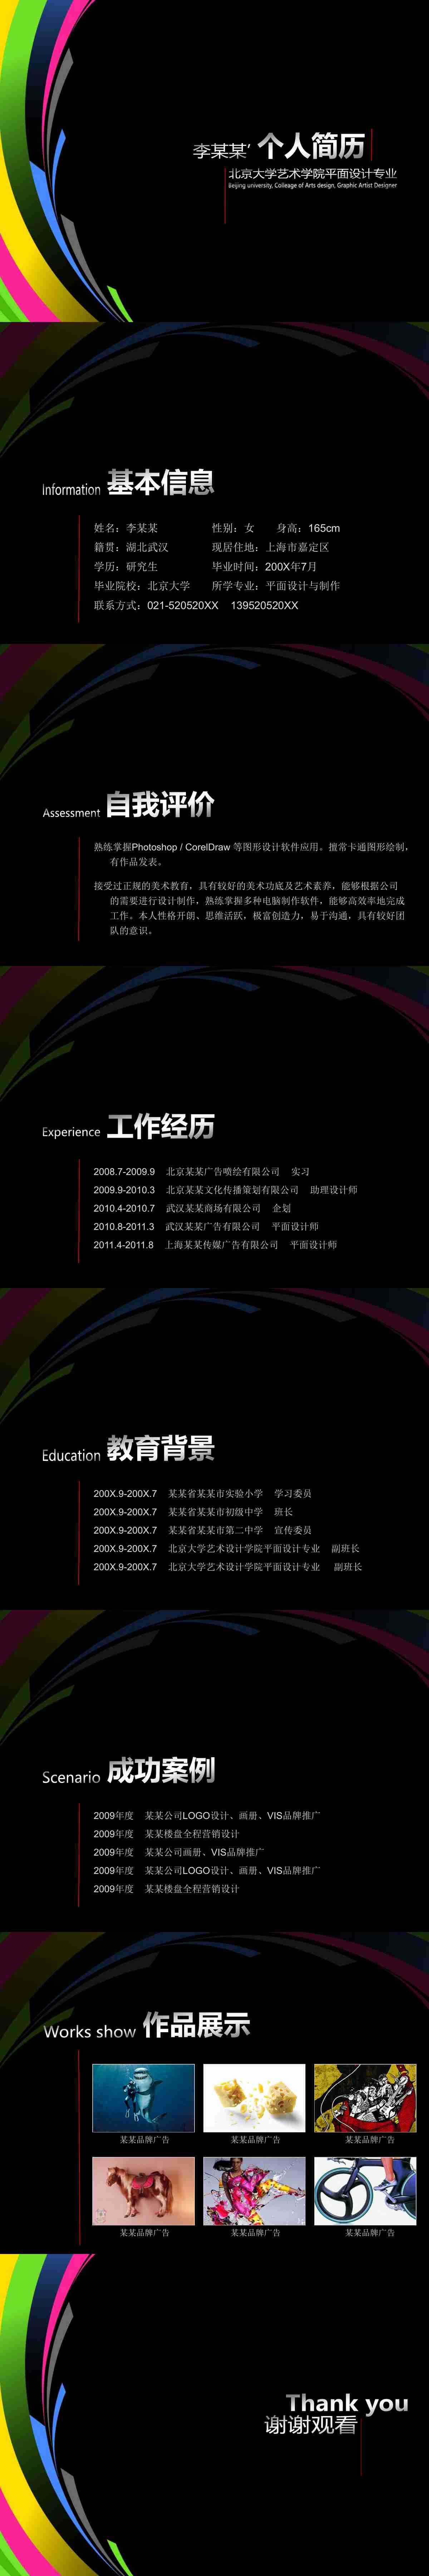 李某某' 个人简历
北京大学艺术学院平面设计专业
Beijing university, Colleage of Arts design, Graphic Artist Designer
Information 基本信息
姓名：李某某 性别：女 身高：165cm
籍贯：湖北武汉 现居住地：上海市嘉定区
学历：研究生 毕业时间：200X年7月
毕业院校：北京大学 所学专业：平面设计与制作
联系方式：021-520520XX 139520520XX
Assessment 自我评价
熟练掌握Photoshop / CorelDraw 等图形设计软件应用。擅常卡通图形绘制，
有作品发表。
接受过正规的美术教育，具有较好的美术功底及艺术素养，能够根据公司
的需要进行设计制作，熟练掌握多种电脑制作软件，能够高效率地完成
工作。本人性格开朗、思维活跃，极富创造力，易于沟通，具有较好团
队的意识。
Experience 工作经历
2008.7-2009.9 北京某某广告喷绘有限公司 实习
2009.9-2010.3 北京某某文化传播策划有限公司 助理设计师
2010.4-2010.7 武汉某某商场有限公司 企划
2010.8-2011.3 武汉某某广告有限公司 平面设计师
2011.4-2011.8 上海某某传媒广告有限公司 平面设计师
Education 教育背景
200X.9-200X.7 某某省某某市实验小学 学习委员
200X.9-200X.7 某某省某某市初级中学 班长
200X.9-200X.7 某某省某某市第二中学 宣传委员
200X.9-200X.7 北京大学艺术设计学院平面设计专业 副班长
200X.9-200X.7 北京大学艺术设计学院平面设计专业 副班长
Scenario 成功案例
2009年度 某某公司LOGO设计、画册、VIS品牌推广
2009年度 某某楼盘全程营销设计
2009年度 某某公司画册、VIS品牌推广
2009年度 某某公司LOGO设计、画册、VIS品牌推广
2009年度 某某楼盘全程营销设计
Works show 作品展示
某某品牌广告 某某品牌广告 某某品牌广告
某某品牌广告 某某品牌广告 某某品牌广告
Thank you
谢谢观看